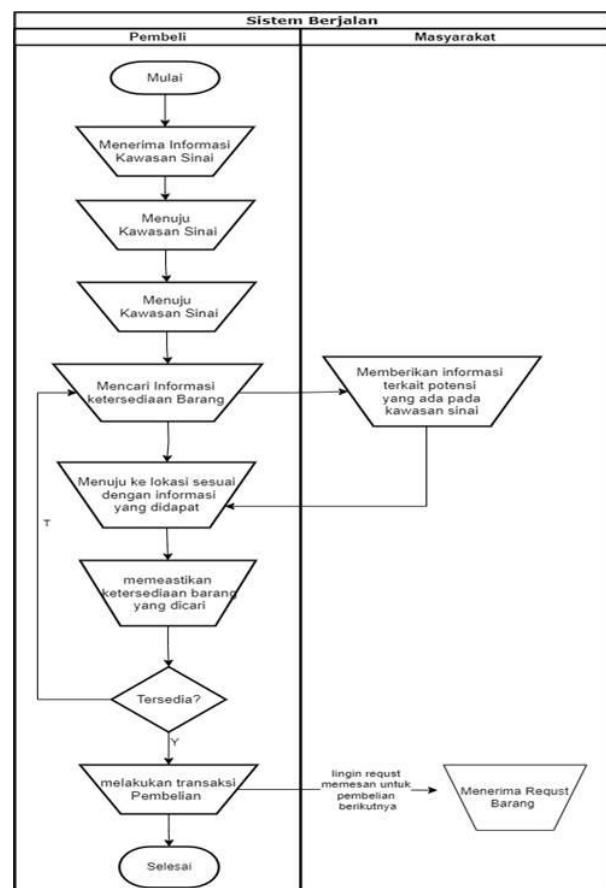 Sistem Berjalan
Pembeli
Masyarakat
Mulai
Menerima Informasi
Kawasan Sinai
Menuju
Kawasan Sinai
Menuju
Kawasan Sinai
Mencari Informasi
ketersediaan Barang
Memberikan informasi
terkait potensi
yang ada pada
kawasan sinai
Menuju ke lokasi sesuai
dengan informasi
yang didapat
T
memeastikan
ketersediaan barang
yang dicari
Tersedia?
Y
melakukan transaksi
Pembelian
Iingin requst
memesan untuk
pembelian
berikutnya
Menerima Requst
Barang
Selesai